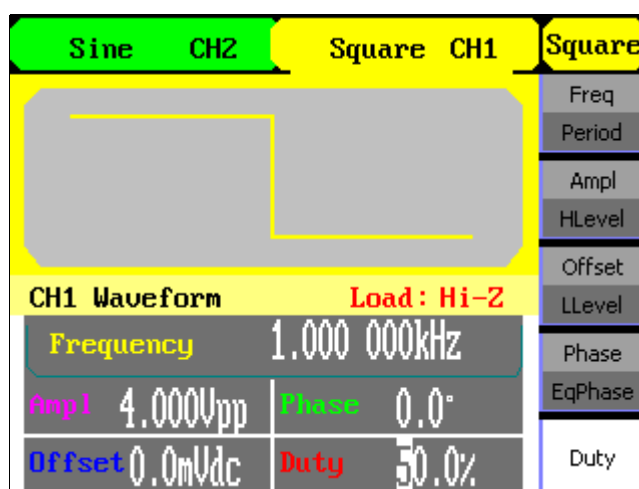 Sine CH2
Square CH1
Square
Freq
Period
Ampl
HLevel
Offset
LLevel
Phase
EqPhase
Duty
CH1 Waveform Load: Hi-Z
Frequency 1.000 000kHz
Ampl 4.000Vpp Phase 0.0°
Offset 0.0mVdc Duty 50.0%